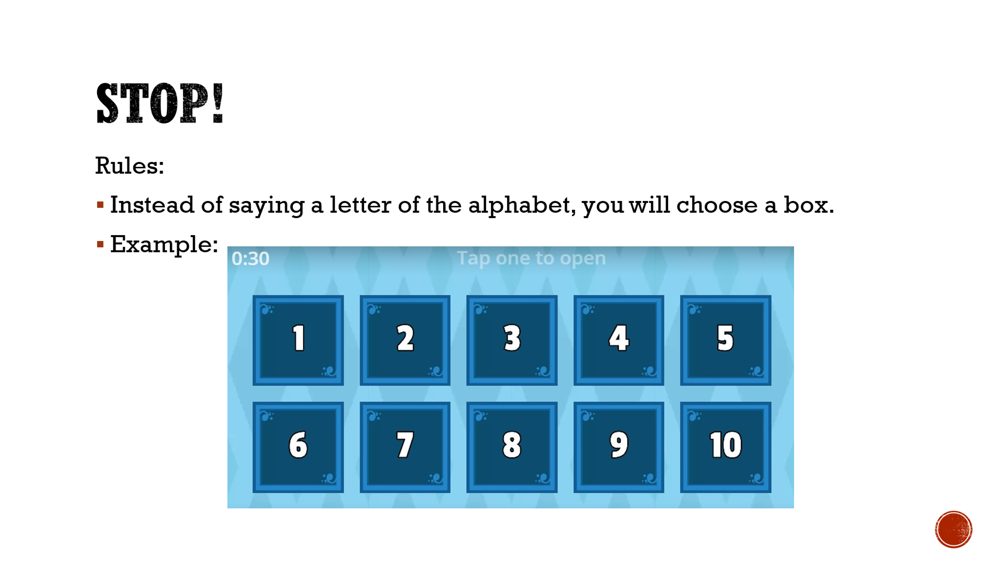 STOP!
Rules:
Instead of saying a letter of the alphabet, you will choose a box.
Example:
0:30 Tap one to open
1 2 3 4 5
6 7 8 9 10